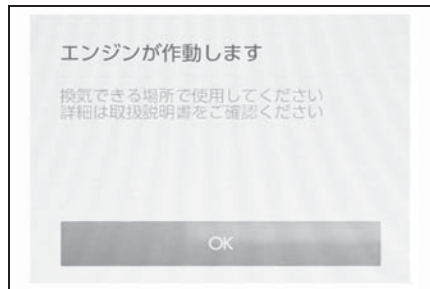 エンジンが作動します
換気できる場所で使用してください
詳細は取扱説明書をご確認ください
OK